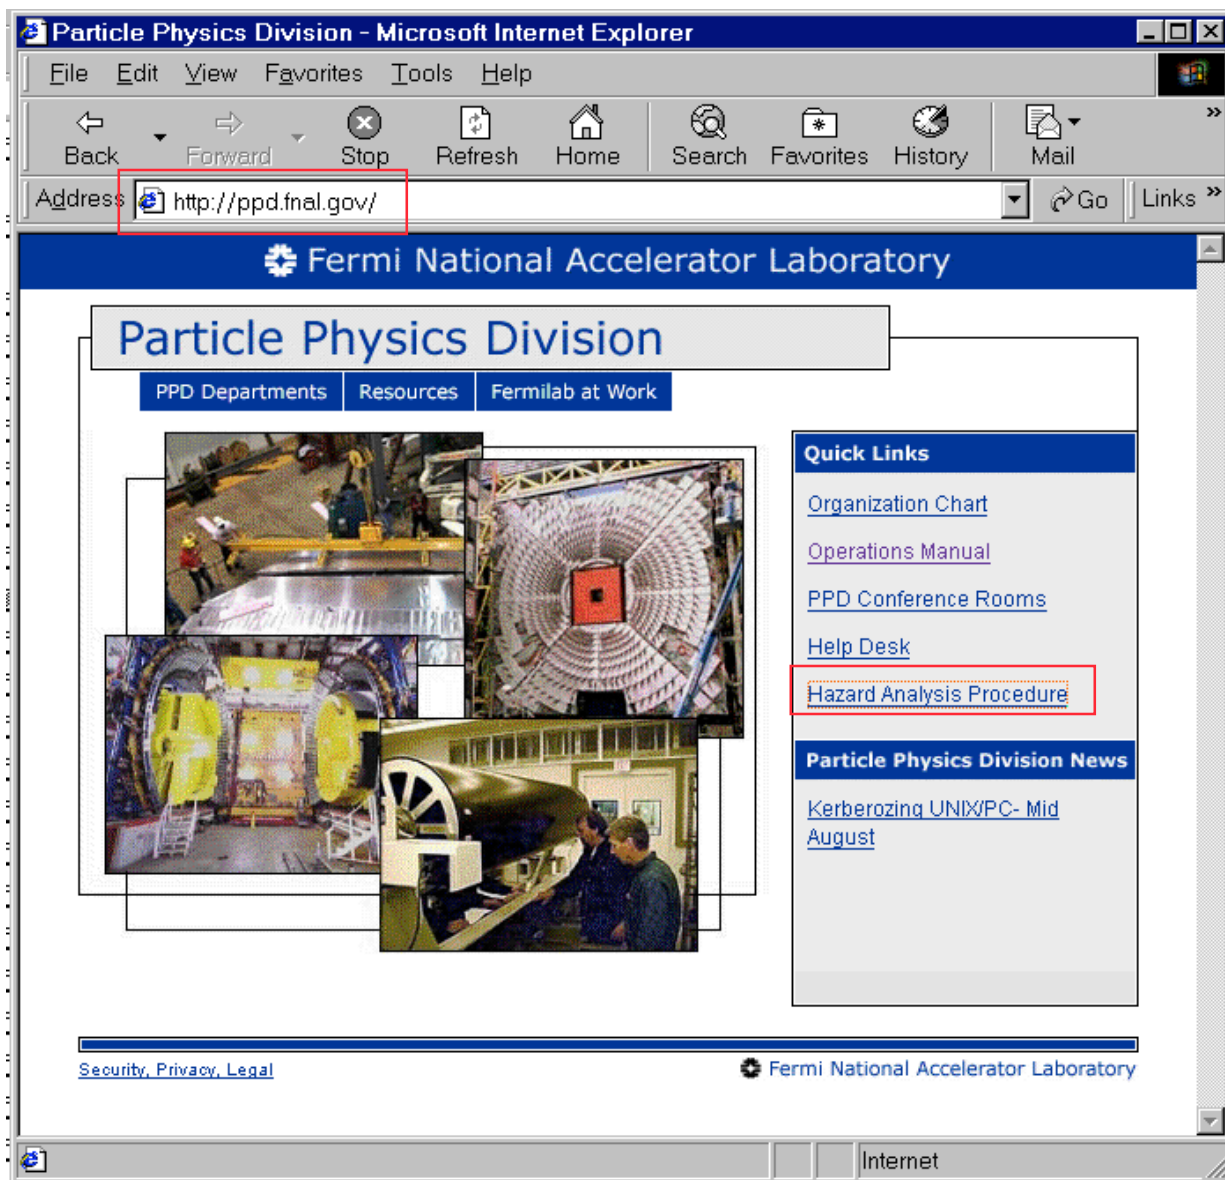 Particle Physics Division - Microsoft Internet Explorer
File Edit View Favorites Tools Help
Back Forward Stop Refresh Home Search Favorites History Mail »
Address http://ppd.fnal.gov/ Go Links »
Fermi National Accelerator Laboratory
Particle Physics Division
PPD Departments Resources Fermilab at Work
Quick Links
Organization Chart
Operations Manual
PPD Conference Rooms
Help Desk
Hazard Analysis Procedure
Particle Physics Division News
Kerberozing UNIX/PC- Mid
August
Security, Privacy, Legal
Fermi National Accelerator Laboratory
Internet